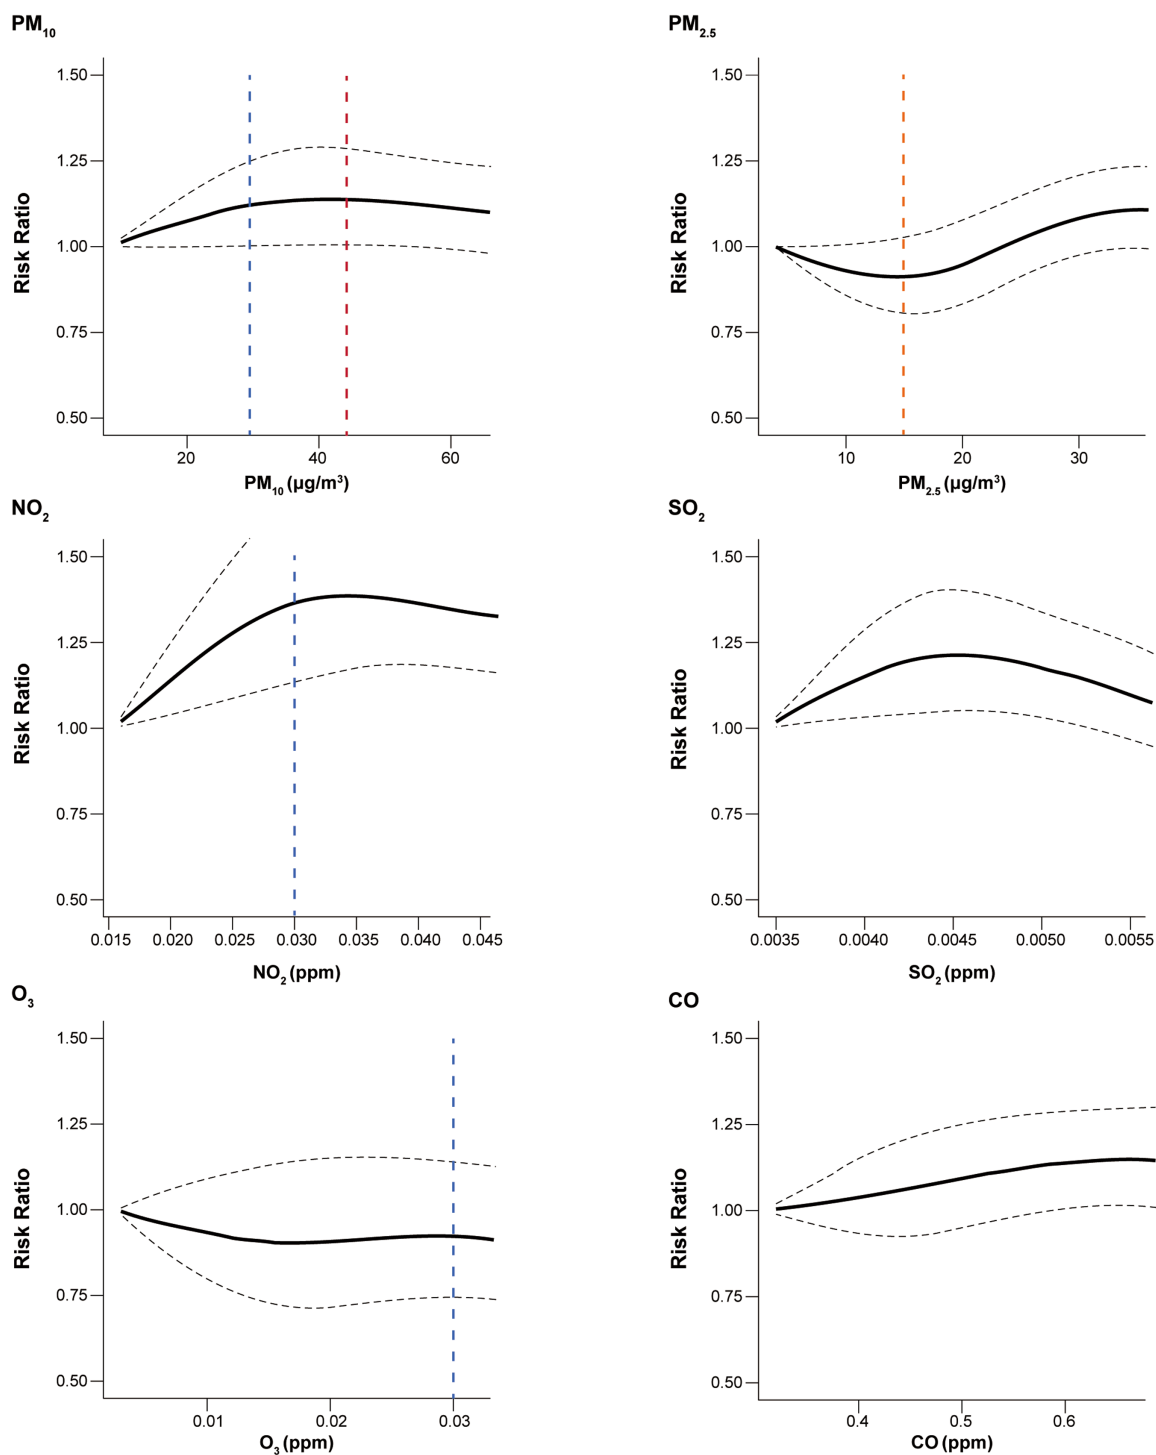 PM10
1.50
1.25
1.00
0.75
0.50
Risk Ratio
20 40 60
PM10 (µg/m³)
PM2.5
1.50
1.25
1.00
0.75
0.50
Risk Ratio
10 20 30
PM2.5 (µg/m³)
NO2
1.50
1.25
1.00
0.75
0.50
Risk Ratio
0.015 0.020 0.025 0.030 0.035 0.040 0.045
NO2 (ppm)
SO2
1.50
1.25
1.00
0.75
0.50
Risk Ratio
0.0035 0.0040 0.0045 0.0050 0.0055
SO2 (ppm)
O3
1.50
1.25
1.00
0.75
0.50
Risk Ratio
0.01 0.02 0.03
O3 (ppm)
CO
1.50
1.25
1.00
0.75
0.50
Risk Ratio
0.4 0.5 0.6
CO (ppm)